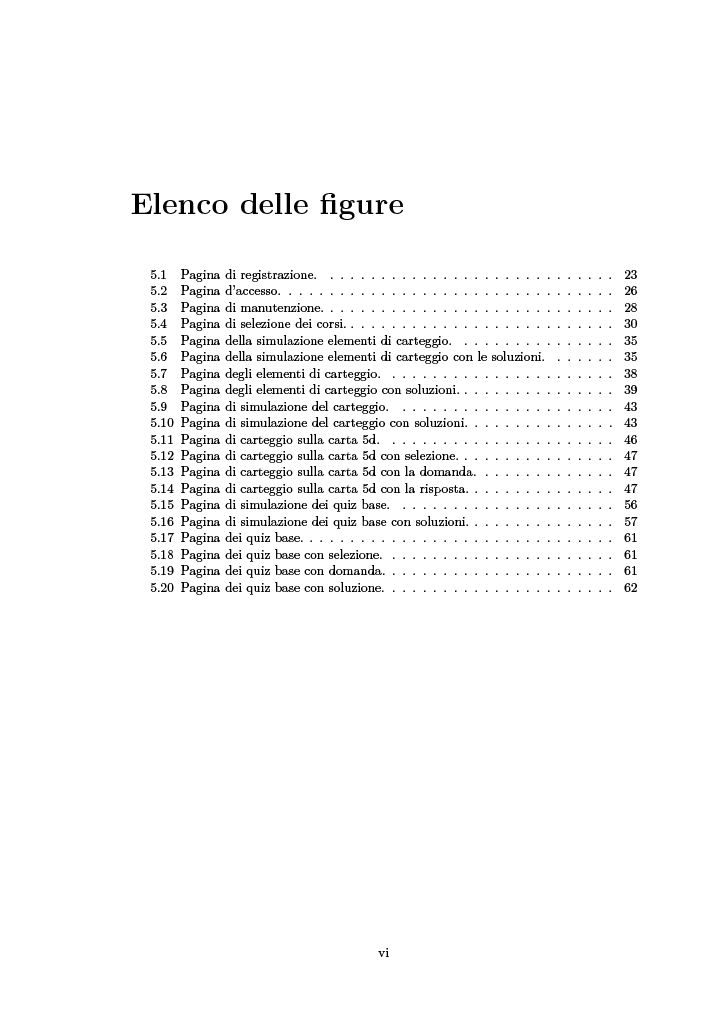 Elenco delle figure
5.1 Pagina di registrazione. . . . . . . . . . . . . . . . . . . . . . . . . . . . . 23
5.2 Pagina d'accesso. . . . . . . . . . . . . . . . . . . . . . . . . . . . . . . . . 26
5.3 Pagina di manutenzione. . . . . . . . . . . . . . . . . . . . . . . . . . . . . 28
5.4 Pagina di selezione dei corsi. . . . . . . . . . . . . . . . . . . . . . . . . . . 30
5.5 Pagina della simulazione elementi di carteggio. . . . . . . . . . . . . . . . 35
5.6 Pagina della simulazione elementi di carteggio con le soluzioni. . . . . . . 35
5.7 Pagina degli elementi di carteggio. . . . . . . . . . . . . . . . . . . . . . . 38
5.8 Pagina degli elementi di carteggio con soluzioni. . . . . . . . . . . . . . . . 39
5.9 Pagina di simulazione del carteggio. . . . . . . . . . . . . . . . . . . . . . 43
5.10 Pagina di simulazione del carteggio con soluzioni. . . . . . . . . . . . . . . 43
5.11 Pagina di carteggio sulla carta 5d. . . . . . . . . . . . . . . . . . . . . . . 46
5.12 Pagina di carteggio sulla carta 5d con selezione. . . . . . . . . . . . . . . . 47
5.13 Pagina di carteggio sulla carta 5d con la domanda. . . . . . . . . . . . . . 47
5.14 Pagina di carteggio sulla carta 5d con la risposta. . . . . . . . . . . . . . . 47
5.15 Pagina di simulazione dei quiz base. . . . . . . . . . . . . . . . . . . . . . 56
5.16 Pagina di simulazione dei quiz base con soluzioni. . . . . . . . . . . . . . . 57
5.17 Pagina dei quiz base. . . . . . . . . . . . . . . . . . . . . . . . . . . . . . . 61
5.18 Pagina dei quiz base con selezione. . . . . . . . . . . . . . . . . . . . . . . 61
5.19 Pagina dei quiz base con domanda. . . . . . . . . . . . . . . . . . . . . . . 61
5.20 Pagina dei quiz base con soluzione. . . . . . . . . . . . . . . . . . . . . . . 62
vi